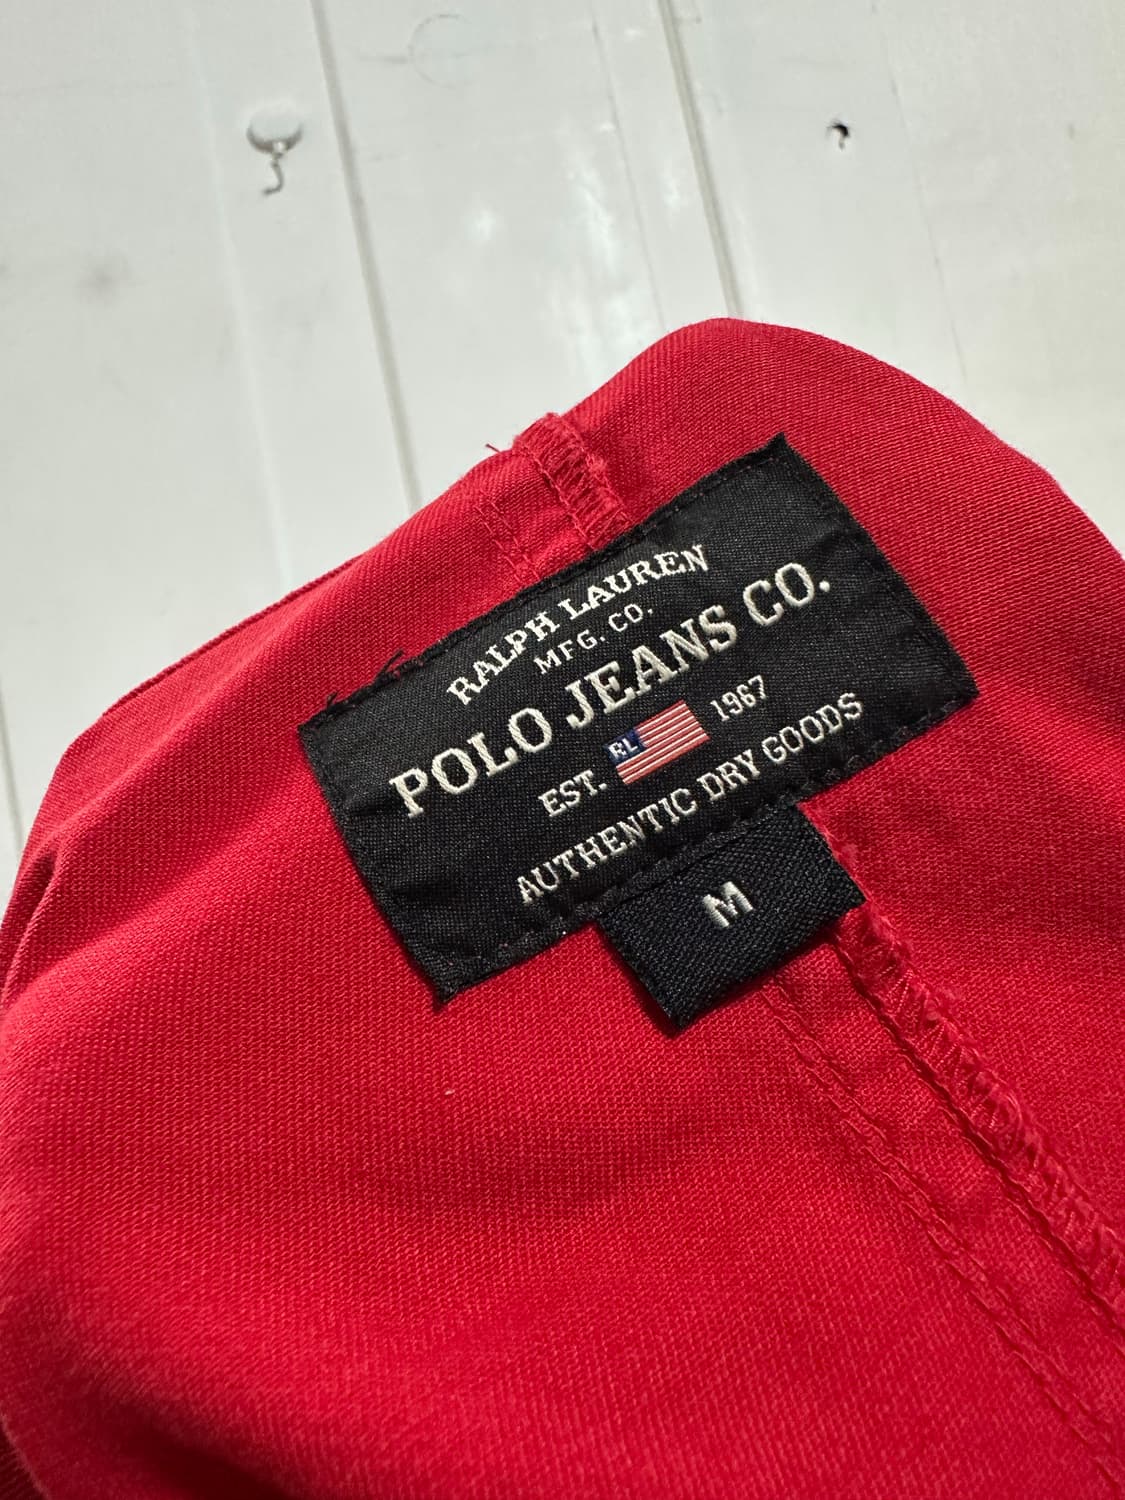 RALPH LAUREN
MFG. CO.
POLO JEANS CO.
EST. RL 1967
AUTHENTIC DRY GOODS
M